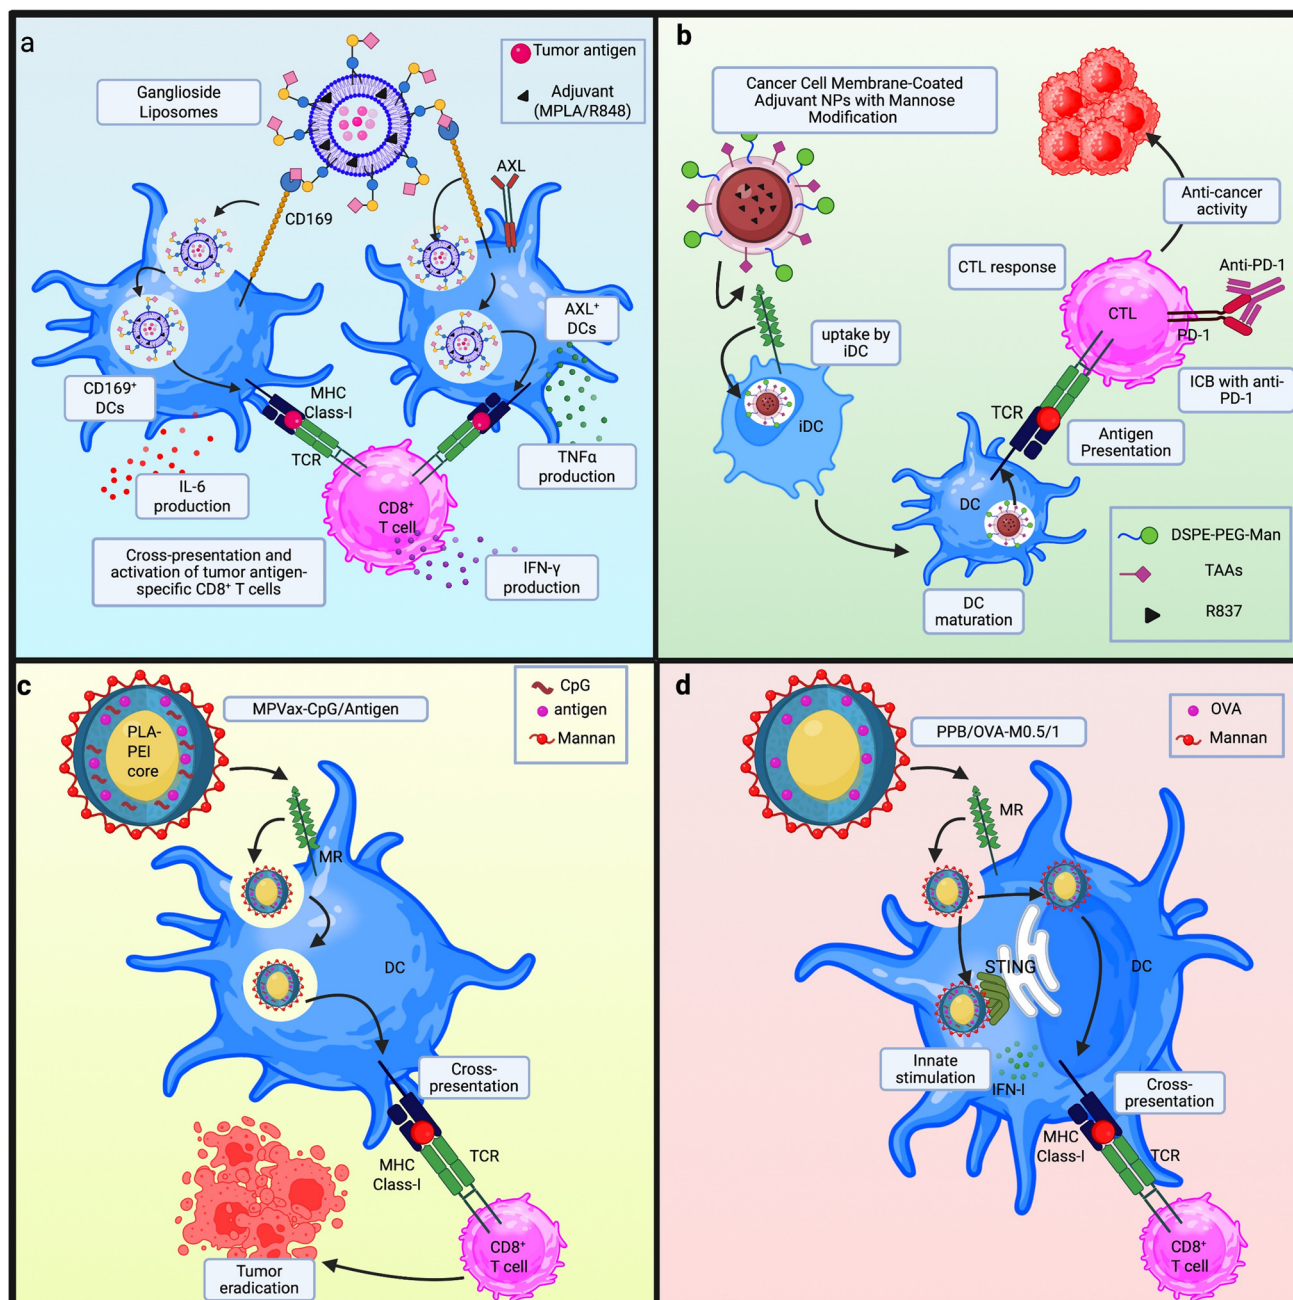 a
Ganglioside
Liposomes
Tumor antigen
Adjuvant
(MPLA/R848)
AXL
CD169
AXL⁺
DCs
CD169⁺
DCs
MHC
Class-I
TCR
TNFα
production
IL-6
production
CD8⁺
T cell
Cross-presentation and
activation of tumor antigen-
specific CD8⁺ T cells
IFN-γ
production
b
Cancer Cell Membrane-Coated
Adjuvant NPs with Mannose
Modification
Anti-cancer
activity
CTL response
Anti-PD-1
CTL
PD-1
uptake by
iDC
ICB with anti-
PD-1
TCR
iDC
Antigen
Presentation
DC
DC
maturation
DSPE-PEG-Man
TAAs
R837
c
MPVax-CpG/Antigen
CpG
antigen
Mannan
PLA-
PEI
core
MR
DC
Cross-
presentation
MHC
Class-I
TCR
CD8⁺
T cell
Tumor
eradication
d
PPB/OVA-M0.5/1
OVA
Mannan
MR
STING
DC
Innate
stimulation
IFN-I
Cross-
presentation
MHC
Class-I
TCR
CD8⁺
T cell